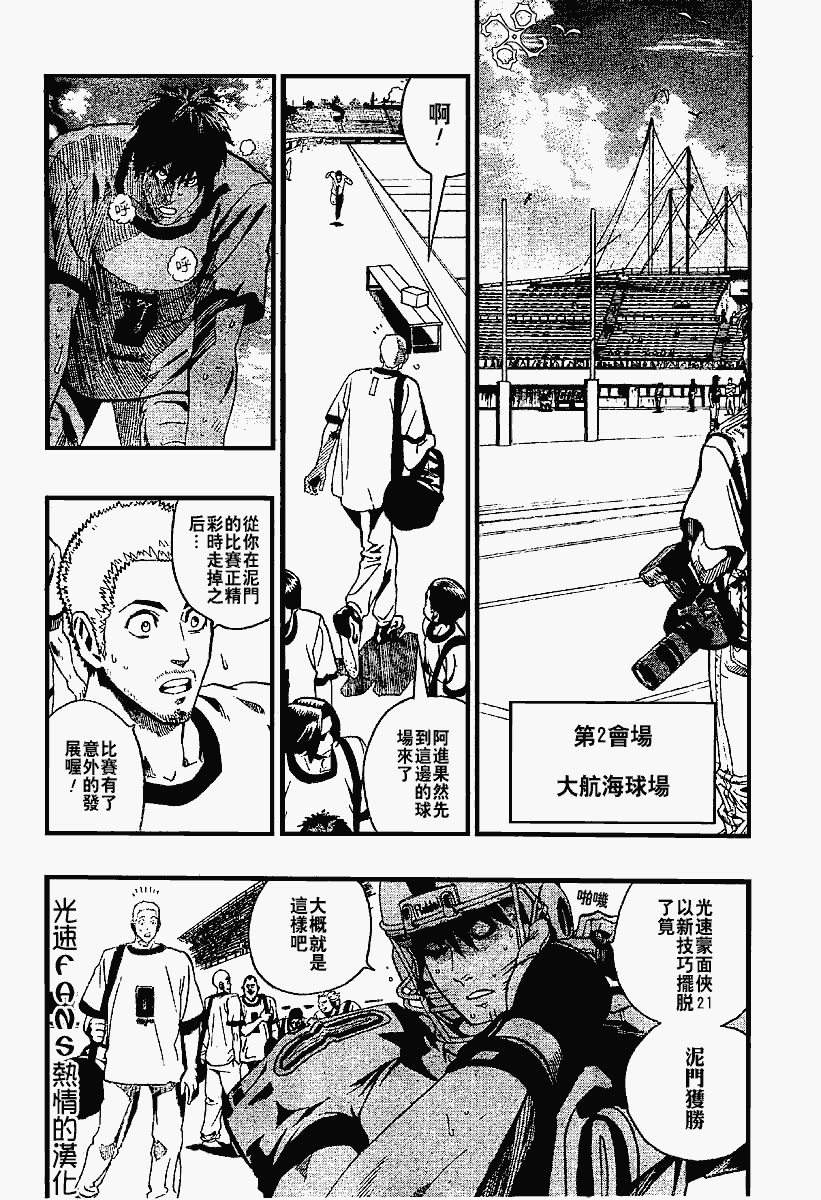 第2會場
大航海球場
啊！
阿進果然先
到這邊的球
場來了
呼
呼
從你在泥門
的比賽正精
彩時走掉之
后…
比賽有了
意外的發
展喔！
光速蒙面俠21
以新技巧擺脫
了筧
泥門獲勝
啪嘰
大概就是
這樣吧
光速FANS熱情的漢化